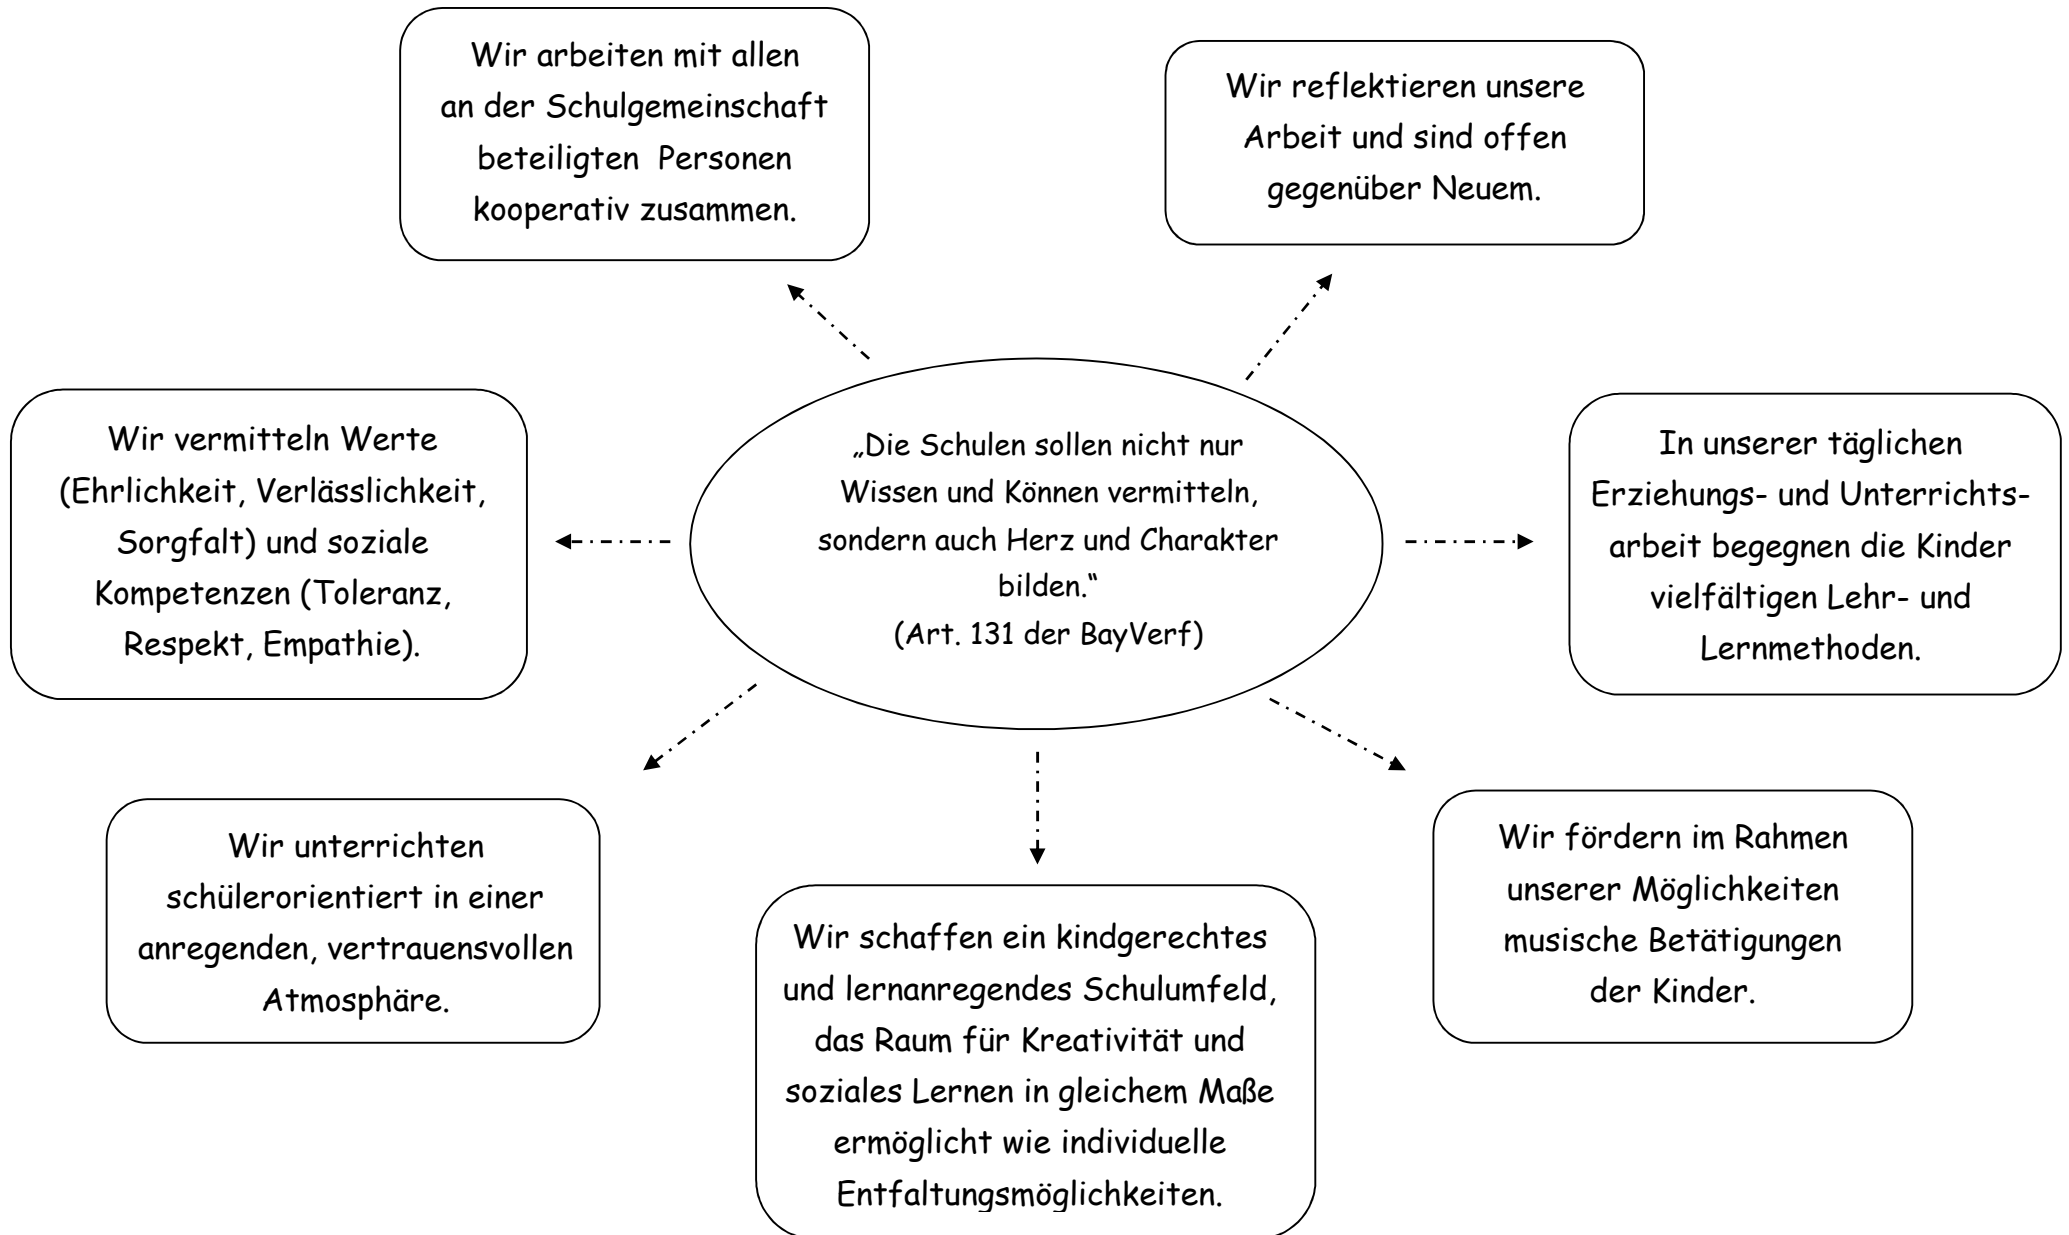 Wir arbeiten mit allen
an der Schulgemeinschaft
beteiligten  Personen
kooperativ zusammen.
Wir reflektieren unsere
Arbeit und sind offen
gegenüber Neuem.
Wir vermitteln Werte
(Ehrlichkeit, Verlässlichkeit,
Sorgfalt) und soziale
Kompetenzen (Toleranz,
Respekt, Empathie).
„Die Schulen sollen nicht nur
Wissen und Können vermitteln,
sondern auch Herz und Charakter
bilden.“
(Art. 131 der BayVerf)
In unserer täglichen
Erziehungs- und Unterrichts-
arbeit begegnen die Kinder
vielfältigen Lehr- und
Lernmethoden.
Wir unterrichten
schülerorientiert in einer
anregenden, vertrauensvollen
Atmosphäre.
Wir schaffen ein kindgerechtes
und lernanregendes Schulumfeld,
das Raum für Kreativität und
soziales Lernen in gleichem Maße
ermöglicht wie individuelle
Entfaltungsmöglichkeiten.
Wir fördern im Rahmen
unserer Möglichkeiten
musische Betätigungen
der Kinder.